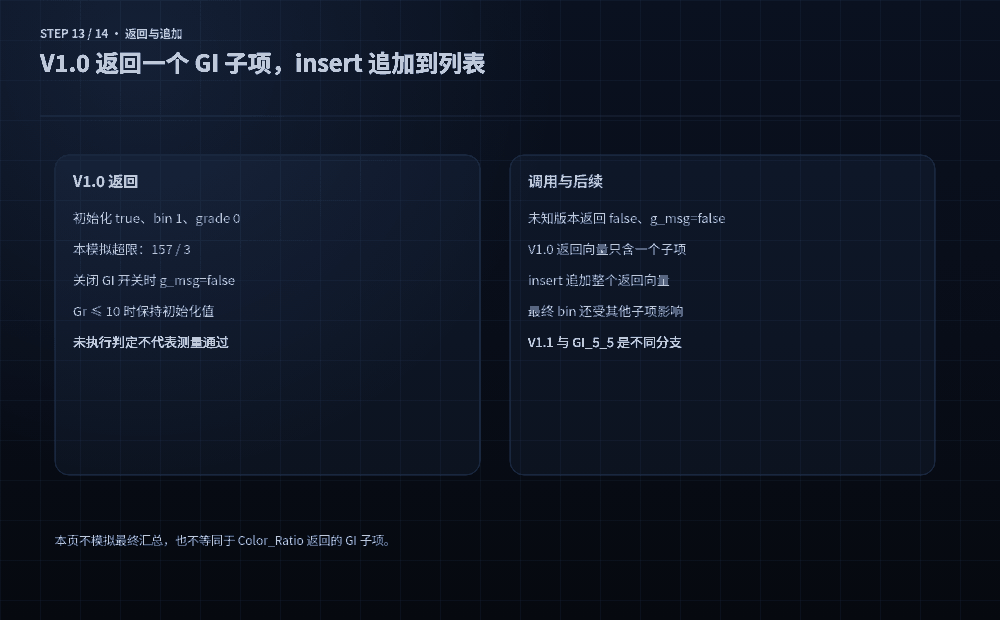 STEP 13 / 14 · 返回与追加
V1.0 返回一个 GI 子项，insert 追加到列表
V1.0 返回
初始化 true、bin 1、grade 0
本模拟超限：157 / 3
关闭 GI 开关时 g_msg=false
Gr ≤ 10 时保持初始化值
未执行判定不代表测量通过
调用与后续
未知版本返回 false、g_msg=false
V1.0 返回向量只含一个子项
insert 追加整个返回向量
最终 bin 还受其他子项影响
V1.1 与 GI_5_5 是不同分支
本页不模拟最终汇总，也不等同于 Color_Ratio 返回的 GI 子项。